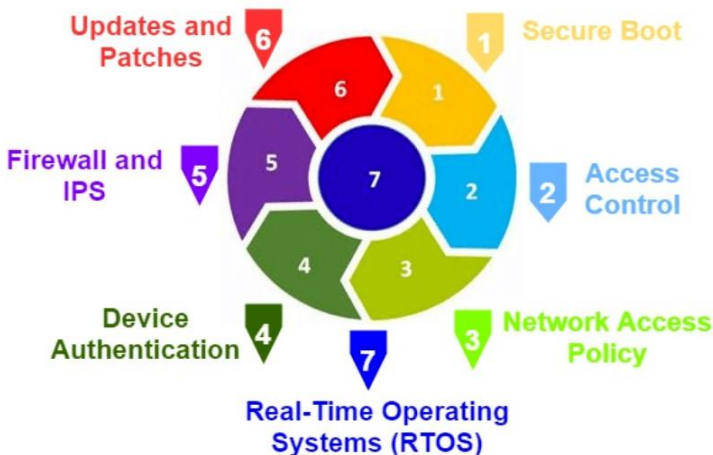 Updates and
Patches
6
1
Secure Boot
6
1
Firewall and
IPS
5
5
7
2
2
Access
Control
4
3
Device
Authentication
4
7
3
Network Access
Policy
Real-Time Operating
Systems (RTOS)